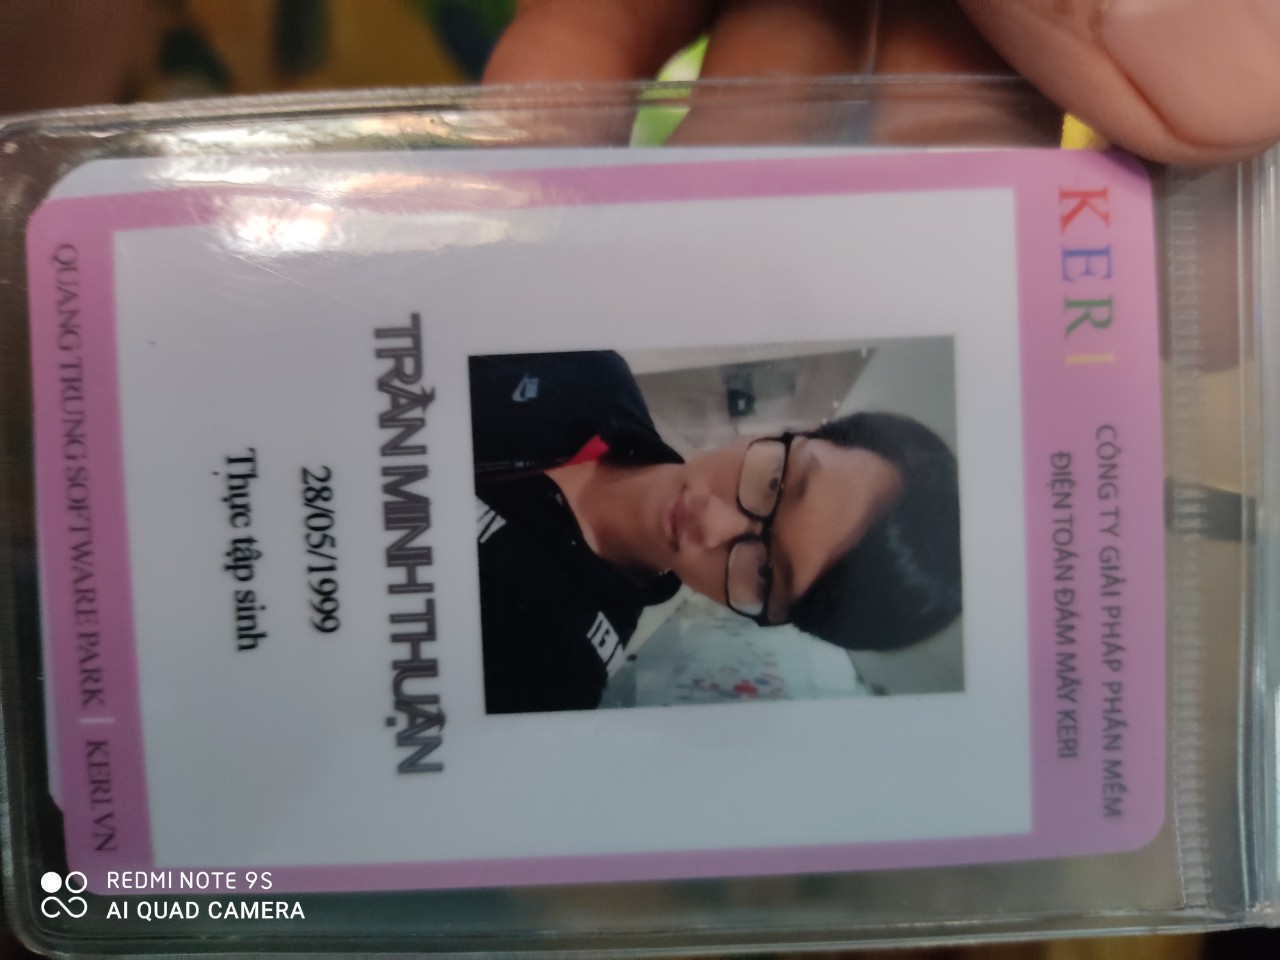 KERI
CÔNG TY GIẢI PHÁP PHẦN MỀM
ĐIỆN TOÁN ĐÁM MÂY KERI
TRẦN MINH THUẬN
28/05/1999
Thực tập sinh
QUANG TRUNG SOFTWARE PARK | KERI.VN
REDMI NOTE 9S
AI QUAD CAMERA